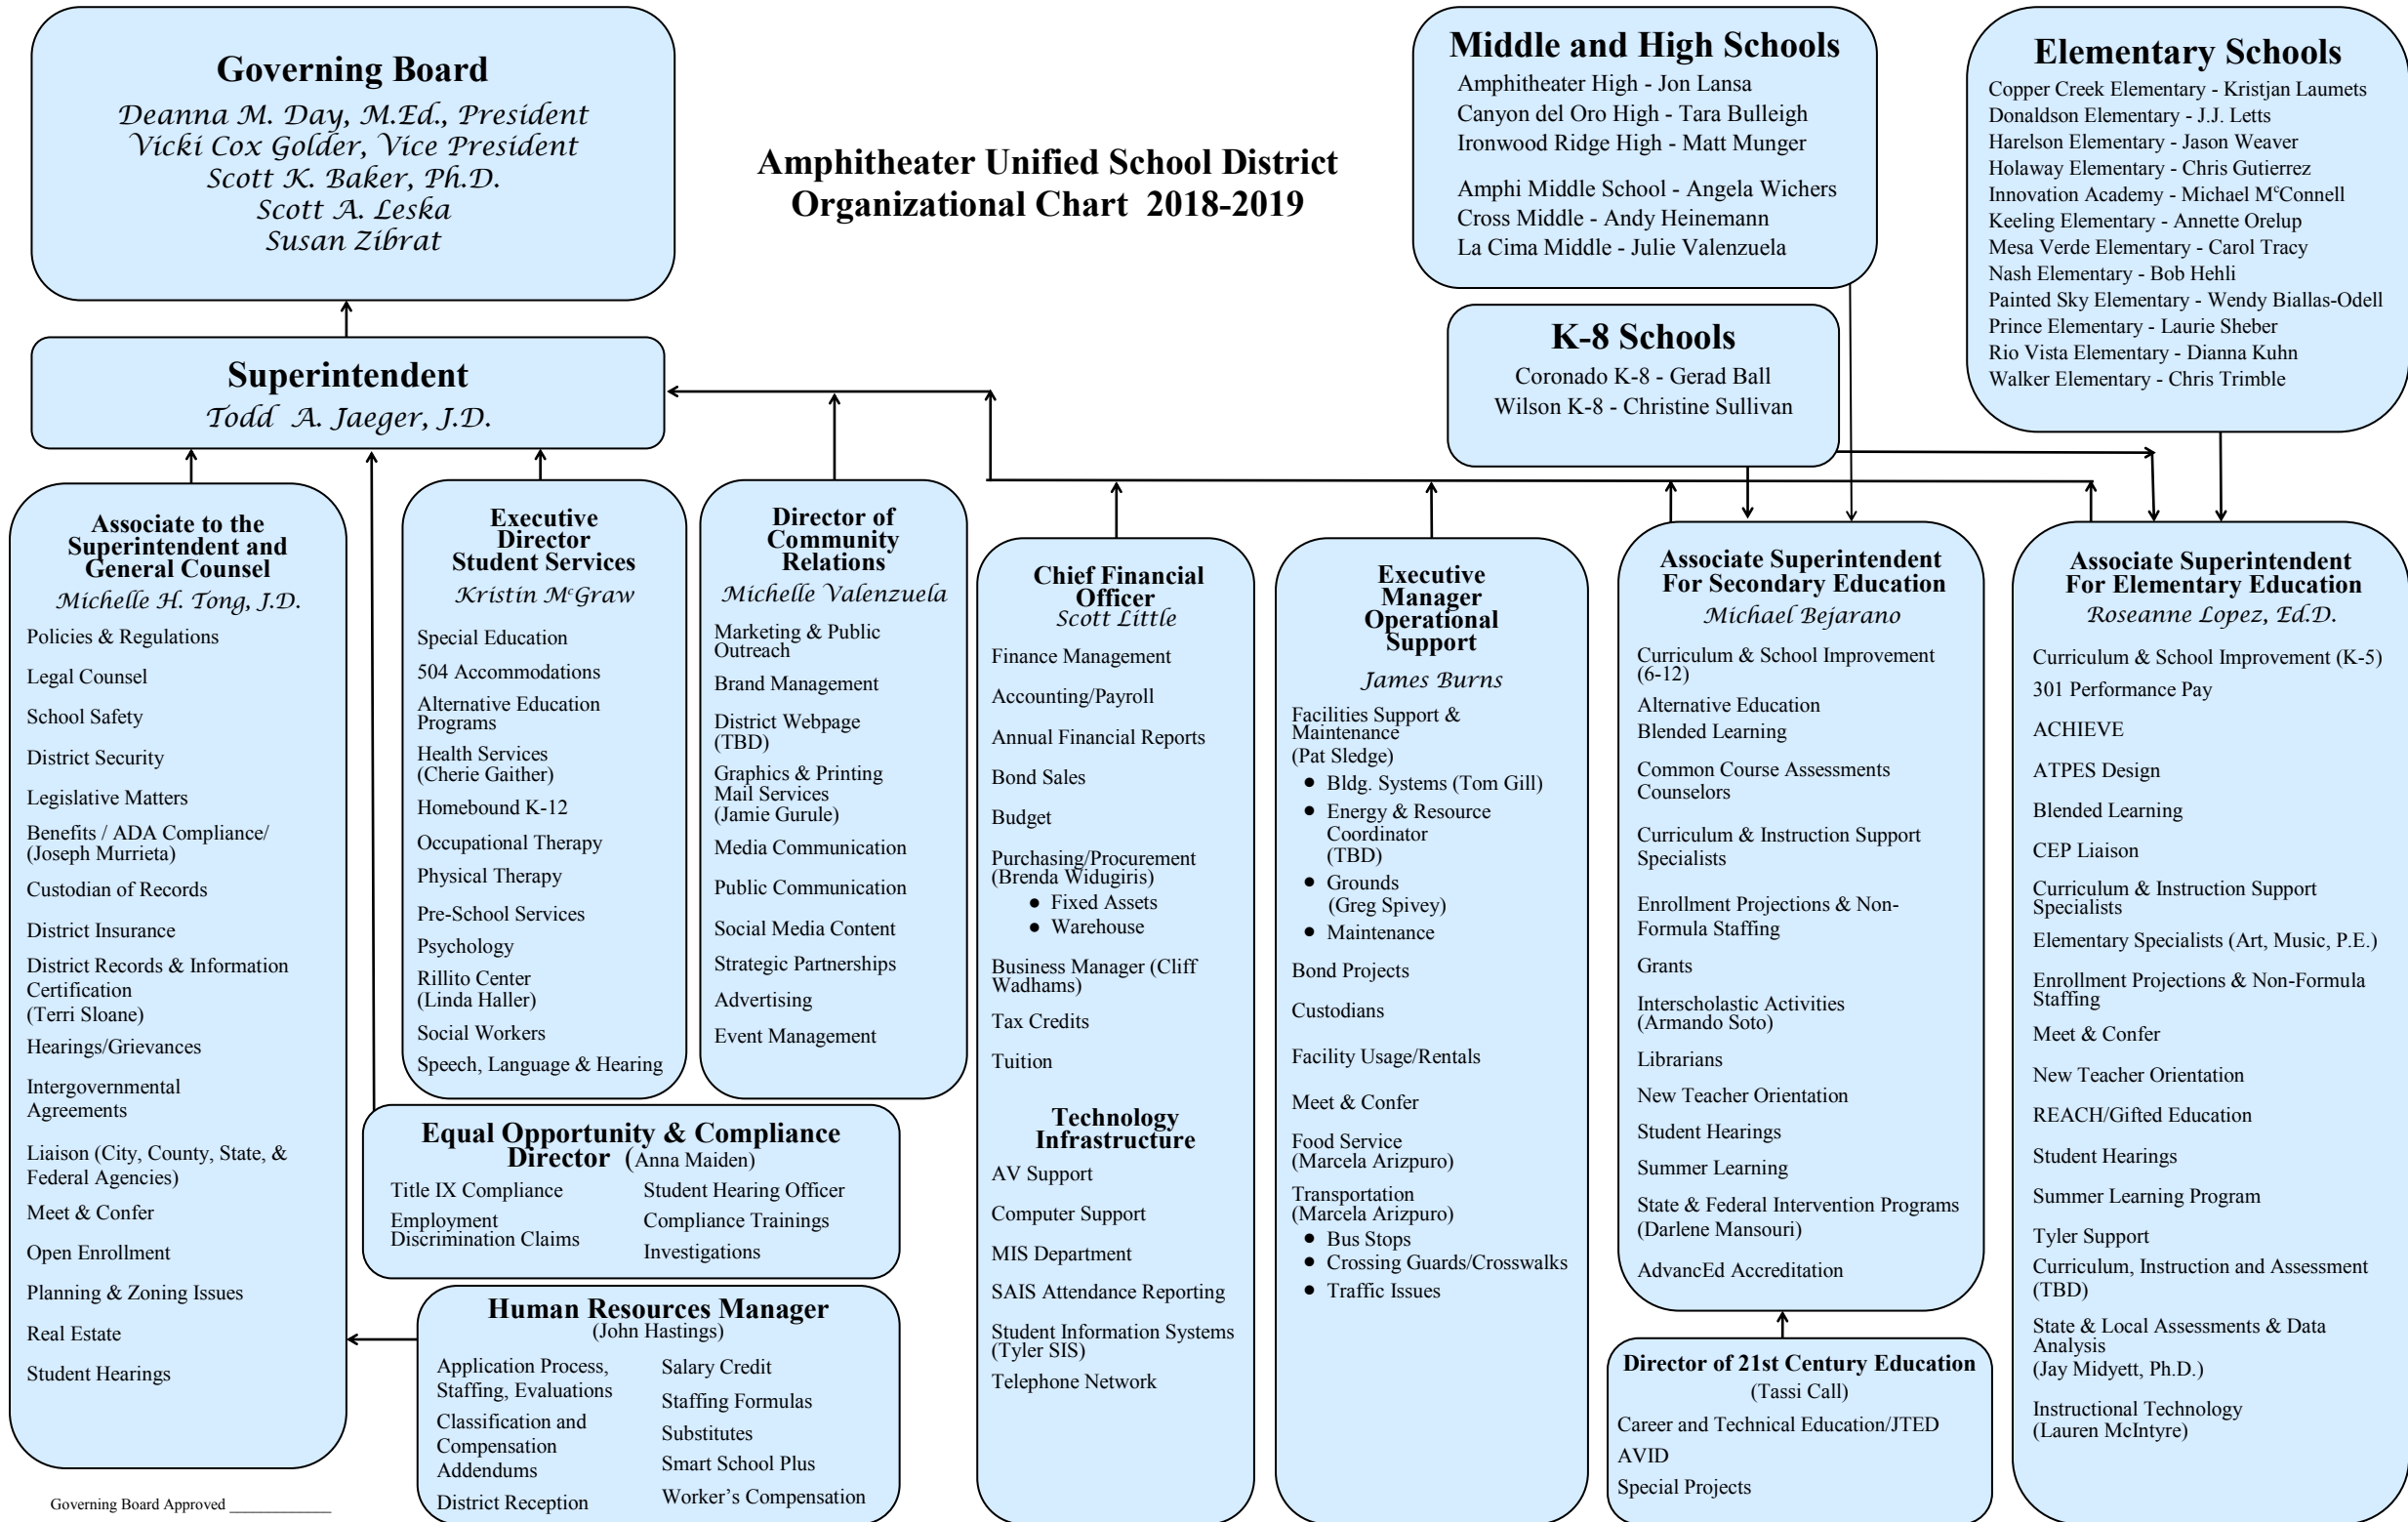 Governing Board
Deanna M. Day, M.Ed., President
Vicki Cox Golder, Vice President
Scott K. Baker, Ph.D.
Scott A. Leska
Susan Zibrat
Amphitheater Unified School District
Organizational Chart 2018-2019
Middle and High Schools
Amphitheater High - Jon Lansa
Canyon del Oro High - Tara Bulleigh
Ironwood Ridge High - Matt Munger
Amphi Middle School - Angela Wichers
Cross Middle - Andy Heinemann
La Cima Middle - Julie Valenzuela
Elementary Schools
Copper Creek Elementary - Kristjan Laumets
Donaldson Elementary - J.J. Letts
Harelson Elementary - Jason Weaver
Holaway Elementary - Chris Gutierrez
Innovation Academy - Michael McConnell
Keeling Elementary - Annette Orelup
Mesa Verde Elementary - Carol Tracy
Nash Elementary - Bob Hehli
Painted Sky Elementary - Wendy Biallas-Odell
Prince Elementary - Laurie Sheber
Rio Vista Elementary - Dianna Kuhn
Walker Elementary - Chris Trimble
K-8 Schools
Coronado K-8 - Gerad Ball
Wilson K-8 - Christine Sullivan
Superintendent
Todd A. Jaeger, J.D.
Associate to the
Superintendent and
General Counsel
Michelle H. Tong, J.D.
Policies & Regulations
Legal Counsel
School Safety
District Security
Legislative Matters
Benefits / ADA Compliance/
(Joseph Murrieta)
Custodian of Records
District Insurance
District Records & Information
Certification
(Terri Sloane)
Hearings/Grievances
Intergovernmental
Agreements
Liaison (City, County, State, &
Federal Agencies)
Meet & Confer
Open Enrollment
Planning & Zoning Issues
Real Estate
Student Hearings
Executive
Director
Student Services
Kristin McGraw
Special Education
504 Accommodations
Alternative Education
Programs
Health Services
(Cherie Gaither)
Homebound K-12
Occupational Therapy
Physical Therapy
Pre-School Services
Psychology
Rillito Center
(Linda Haller)
Social Workers
Speech, Language & Hearing
Director of
Community
Relations
Michelle Valenzuela
Marketing & Public
Outreach
Brand Management
District Webpage
(TBD)
Graphics & Printing
Mail Services
(Jamie Gurule)
Media Communication
Public Communication
Social Media Content
Strategic Partnerships
Advertising
Event Management
Equal Opportunity & Compliance
Director (Anna Maiden)
Title IX Compliance
Employment
Discrimination Claims
Student Hearing Officer
Compliance Trainings
Investigations
Human Resources Manager
(John Hastings)
Application Process,
Staffing, Evaluations
Classification and
Compensation
Addendums
District Reception
Salary Credit
Staffing Formulas
Substitutes
Smart School Plus
Worker's Compensation
Chief Financial
Officer
Scott Little
Finance Management
Accounting/Payroll
Annual Financial Reports
Bond Sales
Budget
Purchasing/Procurement
(Brenda Widugiris)
● Fixed Assets
● Warehouse
Business Manager (Cliff
Wadhams)
Tax Credits
Tuition
Technology
Infrastructure
AV Support
Computer Support
MIS Department
SAIS Attendance Reporting
Student Information Systems
(Tyler SIS)
Telephone Network
Executive
Manager
Operational
Support
James Burns
Facilities Support &
Maintenance
(Pat Sledge)
● Bldg. Systems (Tom Gill)
● Energy & Resource
Coordinator
(TBD)
● Grounds
(Greg Spivey)
● Maintenance
Bond Projects
Custodians
Facility Usage/Rentals
Meet & Confer
Food Service
(Marcela Arizpuro)
Transportation
(Marcela Arizpuro)
● Bus Stops
● Crossing Guards/Crosswalks
● Traffic Issues
Associate Superintendent
For Secondary Education
Michael Bejarano
Curriculum & School Improvement
(6-12)
Alternative Education
Blended Learning
Common Course Assessments
Counselors
Curriculum & Instruction Support
Specialists
Enrollment Projections & Non-
Formula Staffing
Grants
Interscholastic Activities
(Armando Soto)
Librarians
New Teacher Orientation
Student Hearings
Summer Learning
State & Federal Intervention Programs
(Darlene Mansouri)
AdvancEd Accreditation
Director of 21st Century Education
(Tassi Call)
Career and Technical Education/JTED
AVID
Special Projects
Associate Superintendent
For Elementary Education
Roseanne Lopez, Ed.D.
Curriculum & School Improvement (K-5)
301 Performance Pay
ACHIEVE
ATPES Design
Blended Learning
CEP Liaison
Curriculum & Instruction Support
Specialists
Elementary Specialists (Art, Music, P.E.)
Enrollment Projections & Non-Formula
Staffing
Meet & Confer
New Teacher Orientation
REACH/Gifted Education
Student Hearings
Summer Learning Program
Tyler Support
Curriculum, Instruction and Assessment
(TBD)
State & Local Assessments & Data
Analysis
(Jay Midyett, Ph.D.)
Instructional Technology
(Lauren McIntyre)
Governing Board Approved ____________